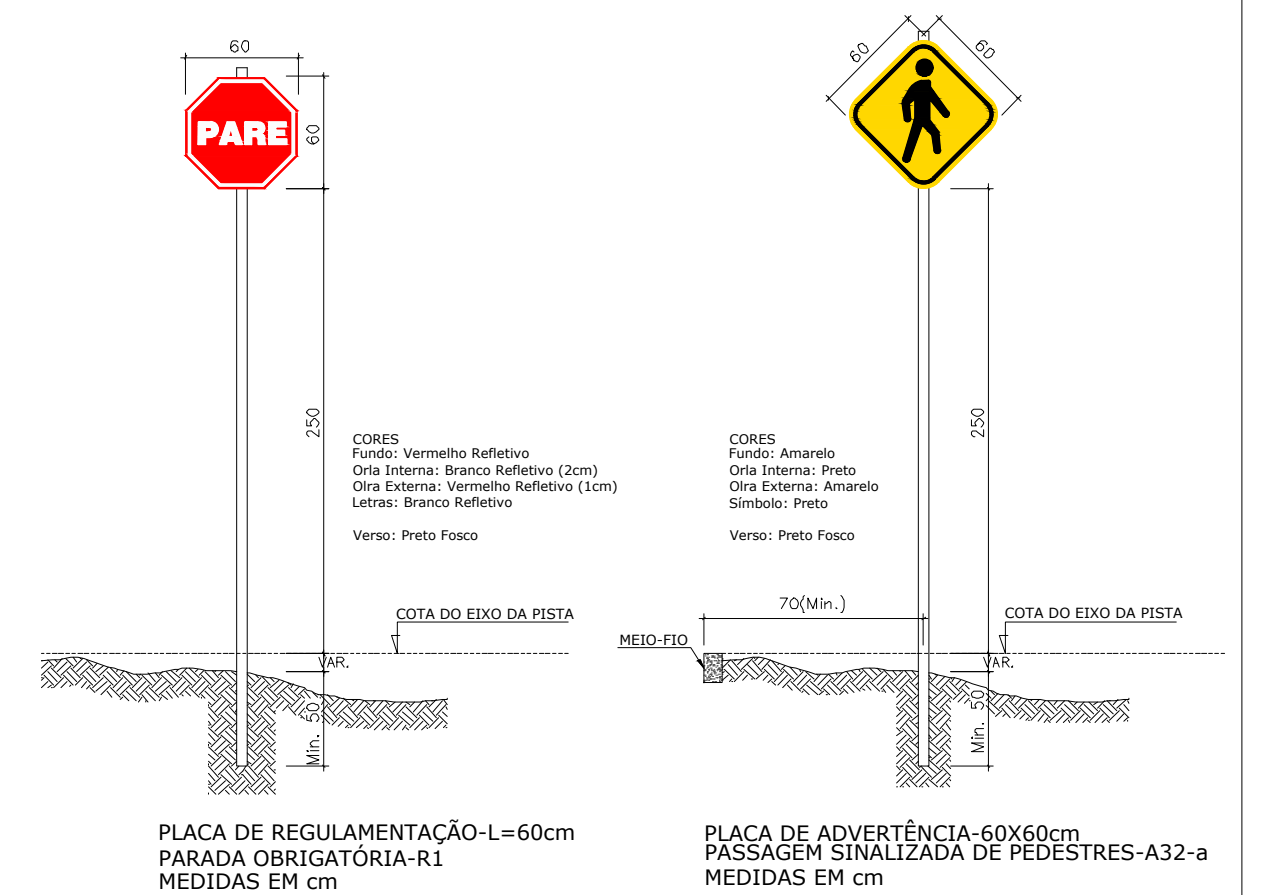 60
60
PARE
250
CORES
Fundo: Vermelho Refletivo
Orla Interna: Branco Refletivo (2cm)
Olra Externa: Vermelho Refletivo (1cm)
Letras: Branco Refletivo
Verso: Preto Fosco
COTA DO EIXO DA PISTA
VAR.
Min. 50
PLACA DE REGULAMENTAÇÃO-L=60cm
PARADA OBRIGATÓRIA-R1
MEDIDAS EM cm
60
60
250
CORES
Fundo: Amarelo
Orla Interna: Preto
Olra Externa: Amarelo
Símbolo: Preto
Verso: Preto Fosco
70(Min.)
COTA DO EIXO DA PISTA
MEIO-FIO
VAR.
Min. 50
PLACA DE ADVERTÊNCIA-60X60cm
PASSAGEM SINALIZADA DE PEDESTRES-A32-a
MEDIDAS EM cm